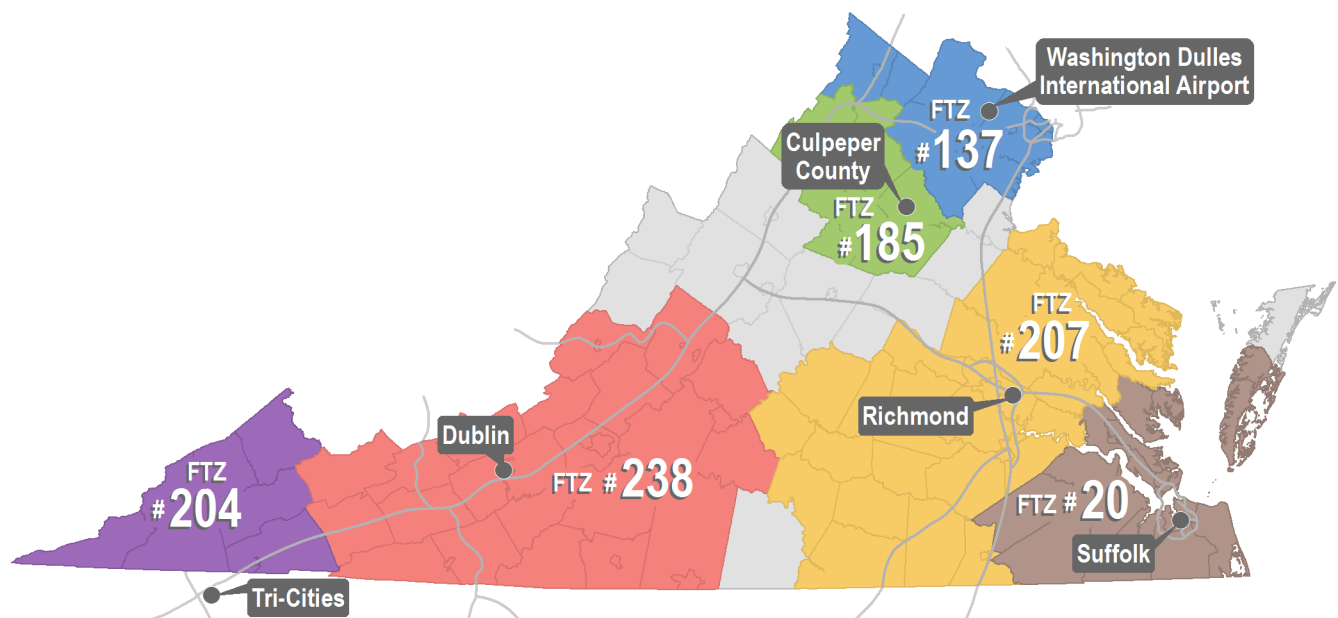 Washington Dulles
International Airport
FTZ
#137
Culpeper
County
FTZ
#185
FTZ
#207
Richmond
Dublin
FTZ #238
FTZ
#204
FTZ #20
Suffolk
Tri-Cities